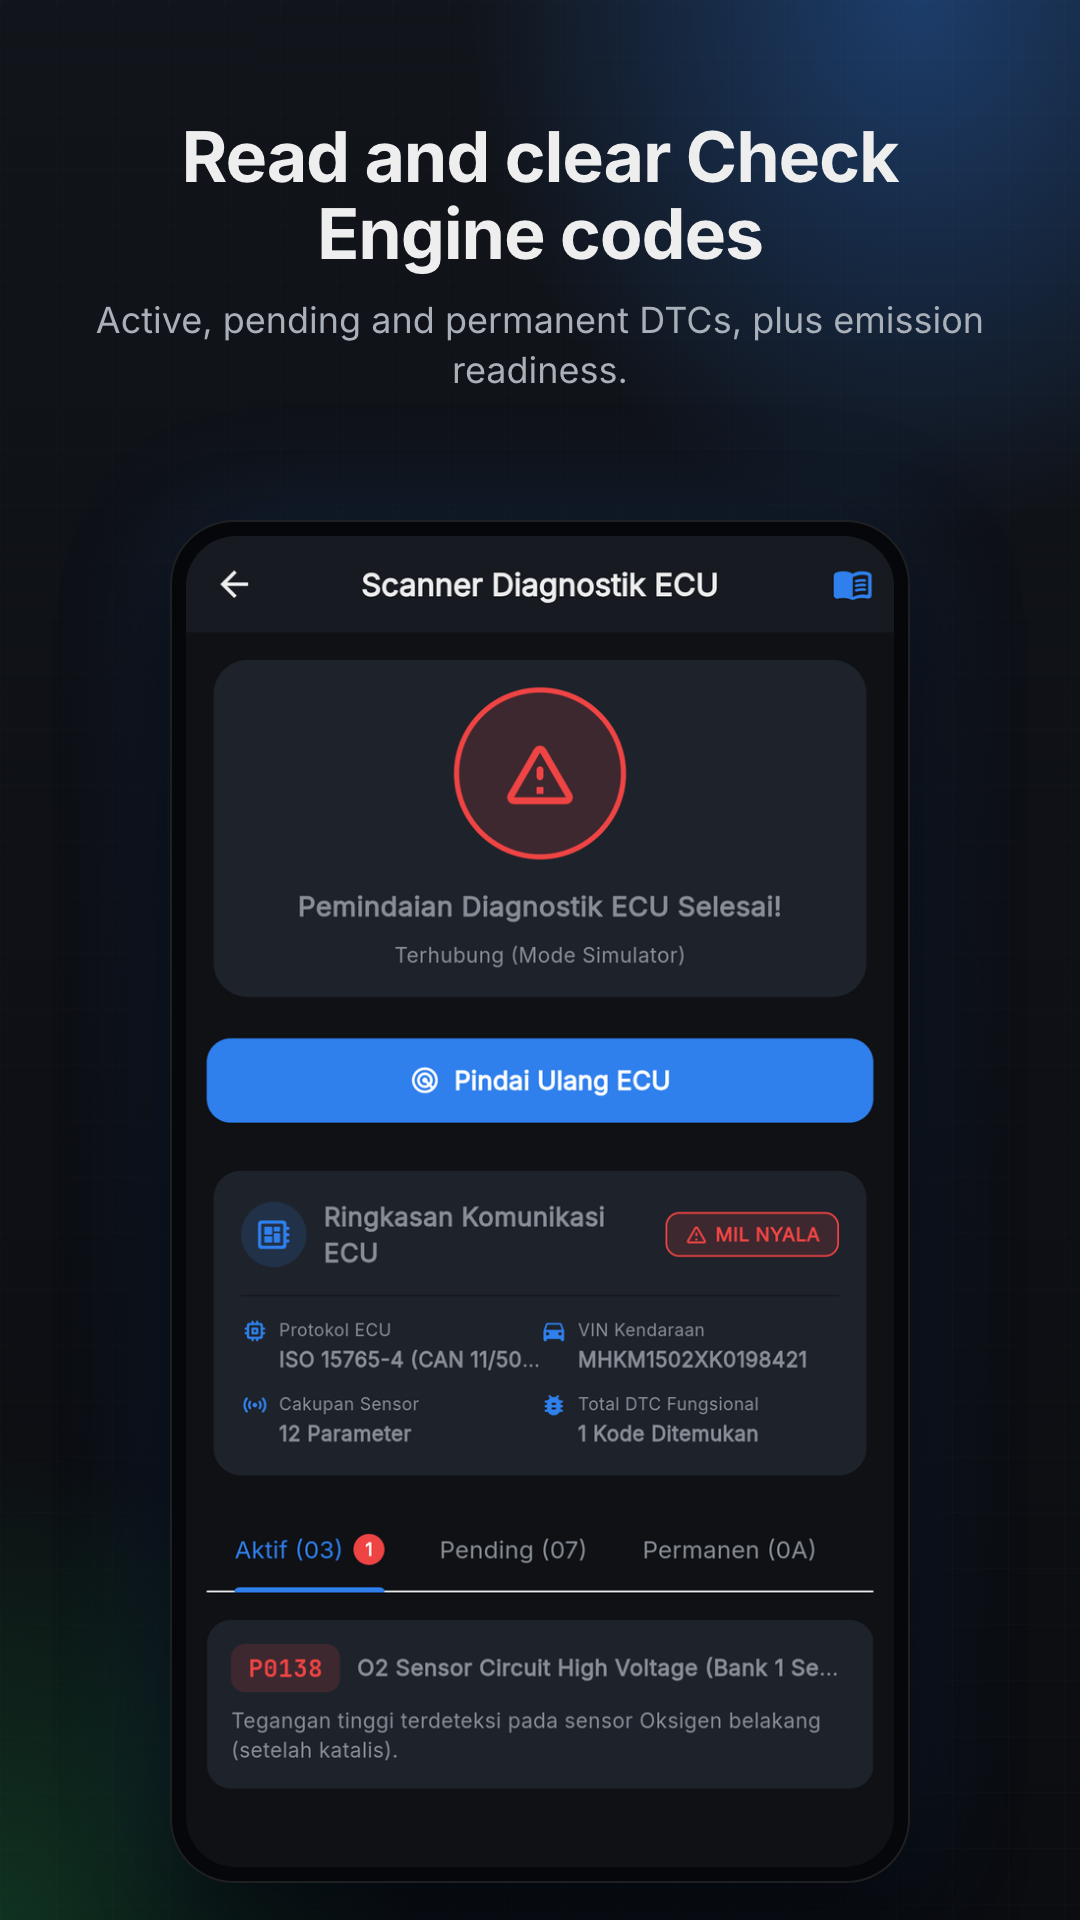 Read and clear Check
Engine codes
Active, pending and permanent DTCs, plus emission
readiness.
Scanner Diagnostik ECU
Pemindaian Diagnostik ECU Selesai!
Terhubung (Mode Simulator)
Pindai Ulang ECU
Ringkasan Komunikasi
ECU
MIL NYALA
Protokol ECU
ISO 15765-4 (CAN 11/50...
VIN Kendaraan
MHKM1502XK0198421
Cakupan Sensor
12 Parameter
Total DTC Fungsional
1 Kode Ditemukan
Aktif (03) 1
Pending (07)
Permanen (0A)
P0138
O2 Sensor Circuit High Voltage (Bank 1 Se...
Tegangan tinggi terdeteksi pada sensor Oksigen belakang
(setelah katalis).